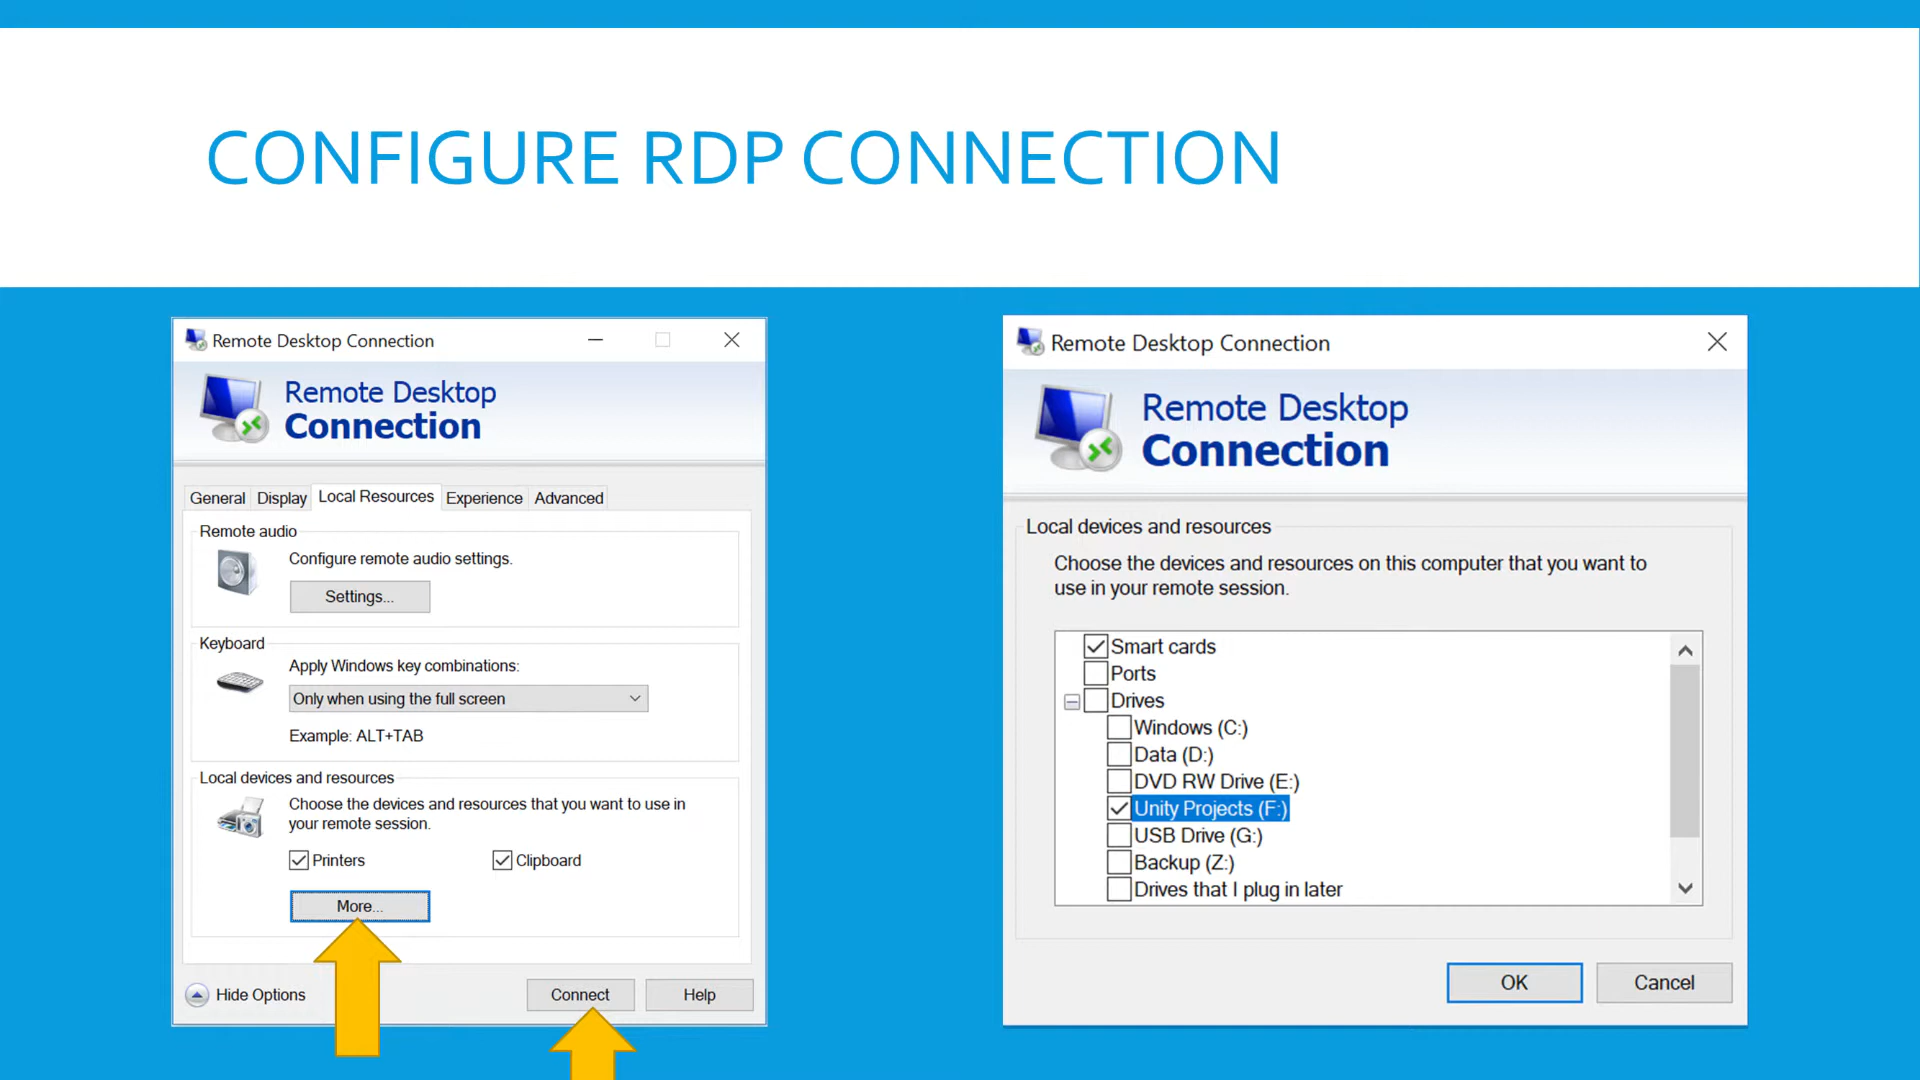 CONFIGURE RDP CONNECTION
Remote Desktop Connection
Remote Desktop
Connection
General Display Local Resources Experience Advanced
Remote audio
Configure remote audio settings.
Settings...
Keyboard
Apply Windows key combinations:
Only when using the full screen
Example: ALT+TAB
Local devices and resources
Choose the devices and resources that you want to use in
your remote session.
Printers Clipboard
More...
Hide Options Connect Help
Remote Desktop Connection
Remote Desktop
Connection
Local devices and resources
Choose the devices and resources on this computer that you want to
use in your remote session.
Smart cards
Ports
Drives
Windows (C:)
Data (D:)
DVD RW Drive (E:)
Unity Projects (F:)
USB Drive (G:)
Backup (Z:)
Drives that I plug in later
OK Cancel